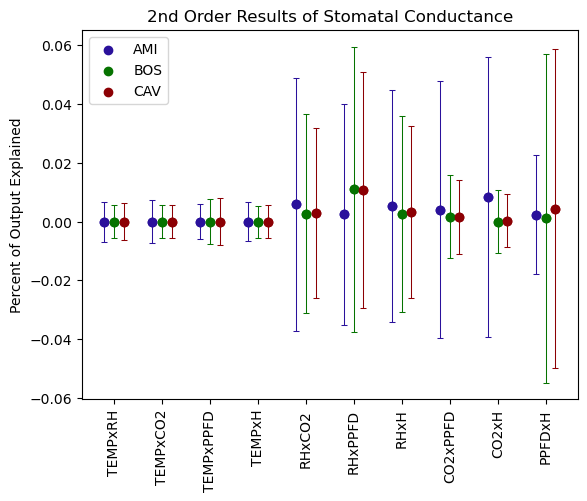 2nd Order Results of Stomatal Conductance
AMI
BOS
CAV
Percent of Output Explained
0.06
0.04
0.02
0.00
−0.02
−0.04
−0.06
TEMPxRH
TEMPxCO2
TEMPxPPFD
TEMPxH
RHxCO2
RHxPPFD
RHxH
CO2xPPFD
CO2xH
PPFDxH